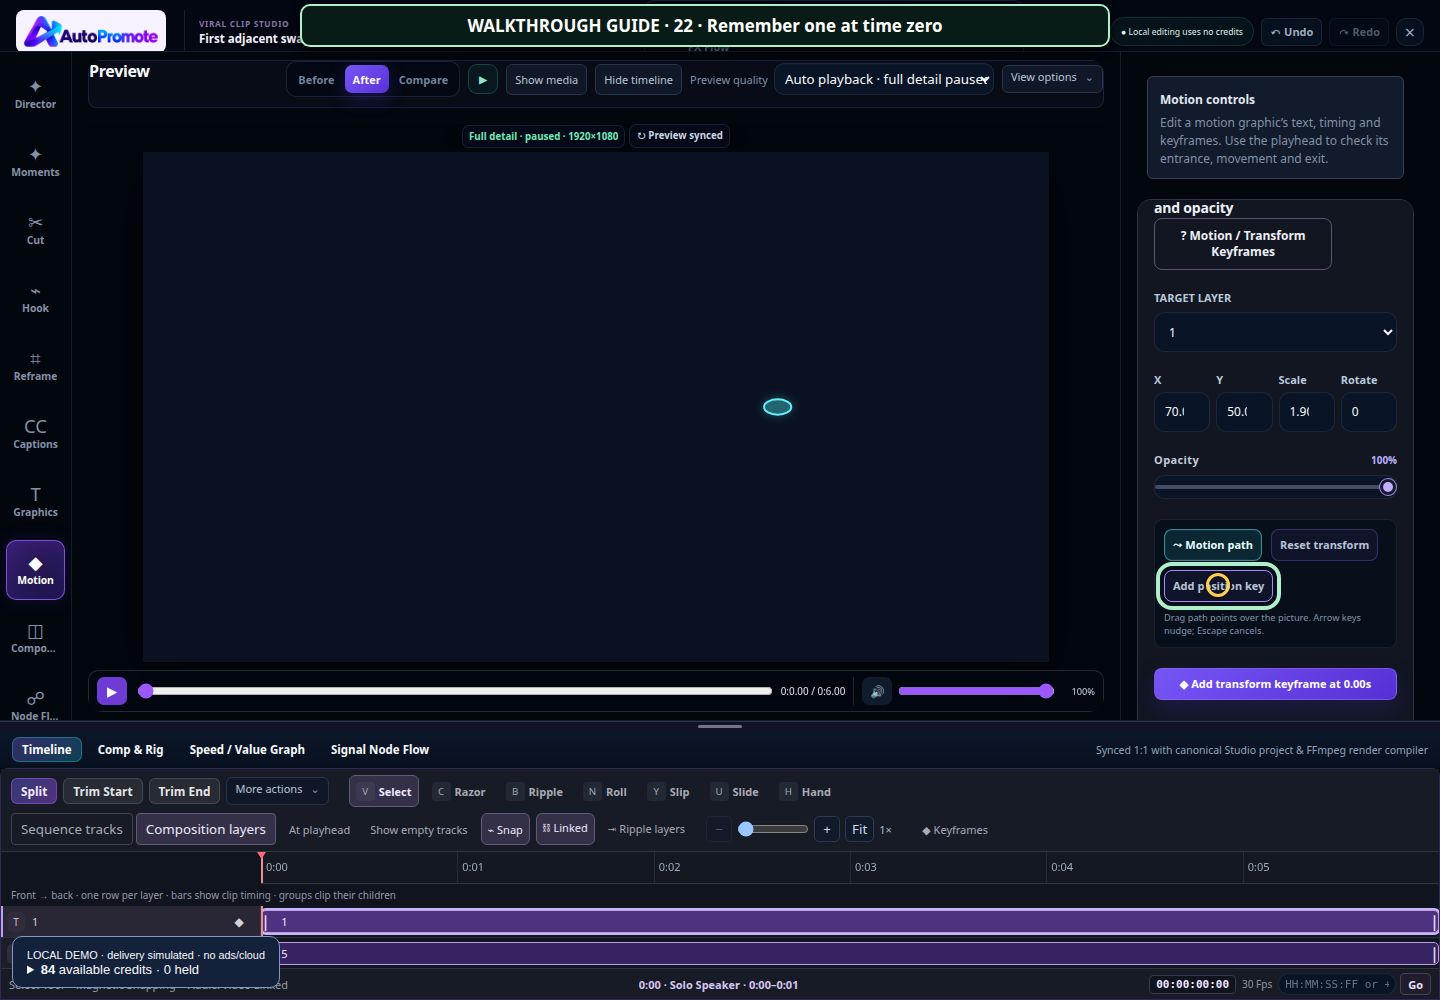 AutoPromote
VIRAL CLIP STUDIO
First adjacent swa
WALKTHROUGH GUIDE · 22 · Remember one at time zero
● Local editing uses no credits
↶ Undo
↷ Redo
✕
Director
Moments
Cut
Hook
Reframe
CC
Captions
T
Graphics
Motion
Compo...
Node Fl...
Preview
Before
After
Compare
Show media
Hide timeline
Preview quality
Auto playback · full detail paused
View options
Full detail · paused · 1920×1080
↻ Preview synced
0:0.00 / 0:6.00
100%
Motion controls
Edit a motion graphic's text, timing and
keyframes. Use the playhead to check its
entrance, movement and exit.
and opacity
? Motion / Transform
Keyframes
TARGET LAYER
1
X
Y
Scale
Rotate
70.
50.
1.9
0
Opacity
100%
⤳ Motion path
Reset transform
Add position key
Drag path points over the picture. Arrow keys
nudge; Escape cancels.
◆ Add transform keyframe at 0.00s
Timeline
Comp & Rig
Speed / Value Graph
Signal Node Flow
Synced 1:1 with canonical Studio project & FFmpeg render compiler
Split
Trim Start
Trim End
More actions
V Select
C Razor
B Ripple
N Roll
Y Slip
U Slide
H Hand
Sequence tracks
Composition layers
At playhead
Show empty tracks
Snap
Linked
Ripple layers
−
+
Fit
1×
◆ Keyframes
0:00
0:01
0:02
0:03
0:04
0:05
Front → back · one row per layer · bars show clip timing · groups clip their children
T 1
◆
1
5
LOCAL DEMO · delivery simulated · no ads/cloud
▶ 84 available credits · 0 held
0:00 · Solo Speaker · 0:00–0:01
00:00:00:00
30 Fps
HH:MM:SS:FF or +
Go